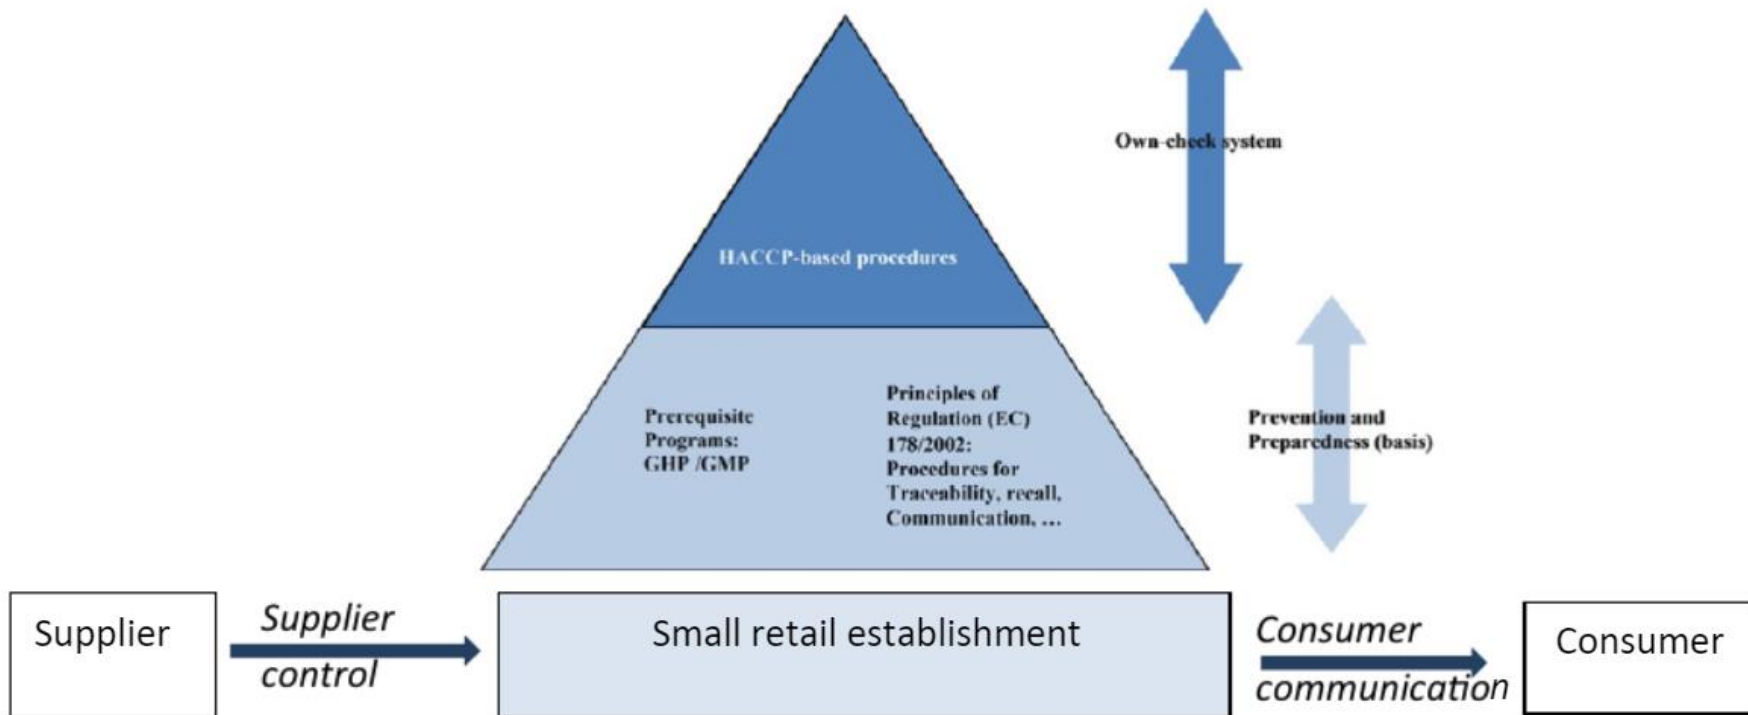 Own-check system
HACCP-based procedures
Prerequisite
Programs:
GHP /GMP
Principles of
Regulation (EC)
178/2002:
Procedures for
Traceability, recall,
Communication, …
Prevention and
Preparedness (basis)
Supplier
Supplier
control
Small retail establishment
Consumer
communication
Consumer